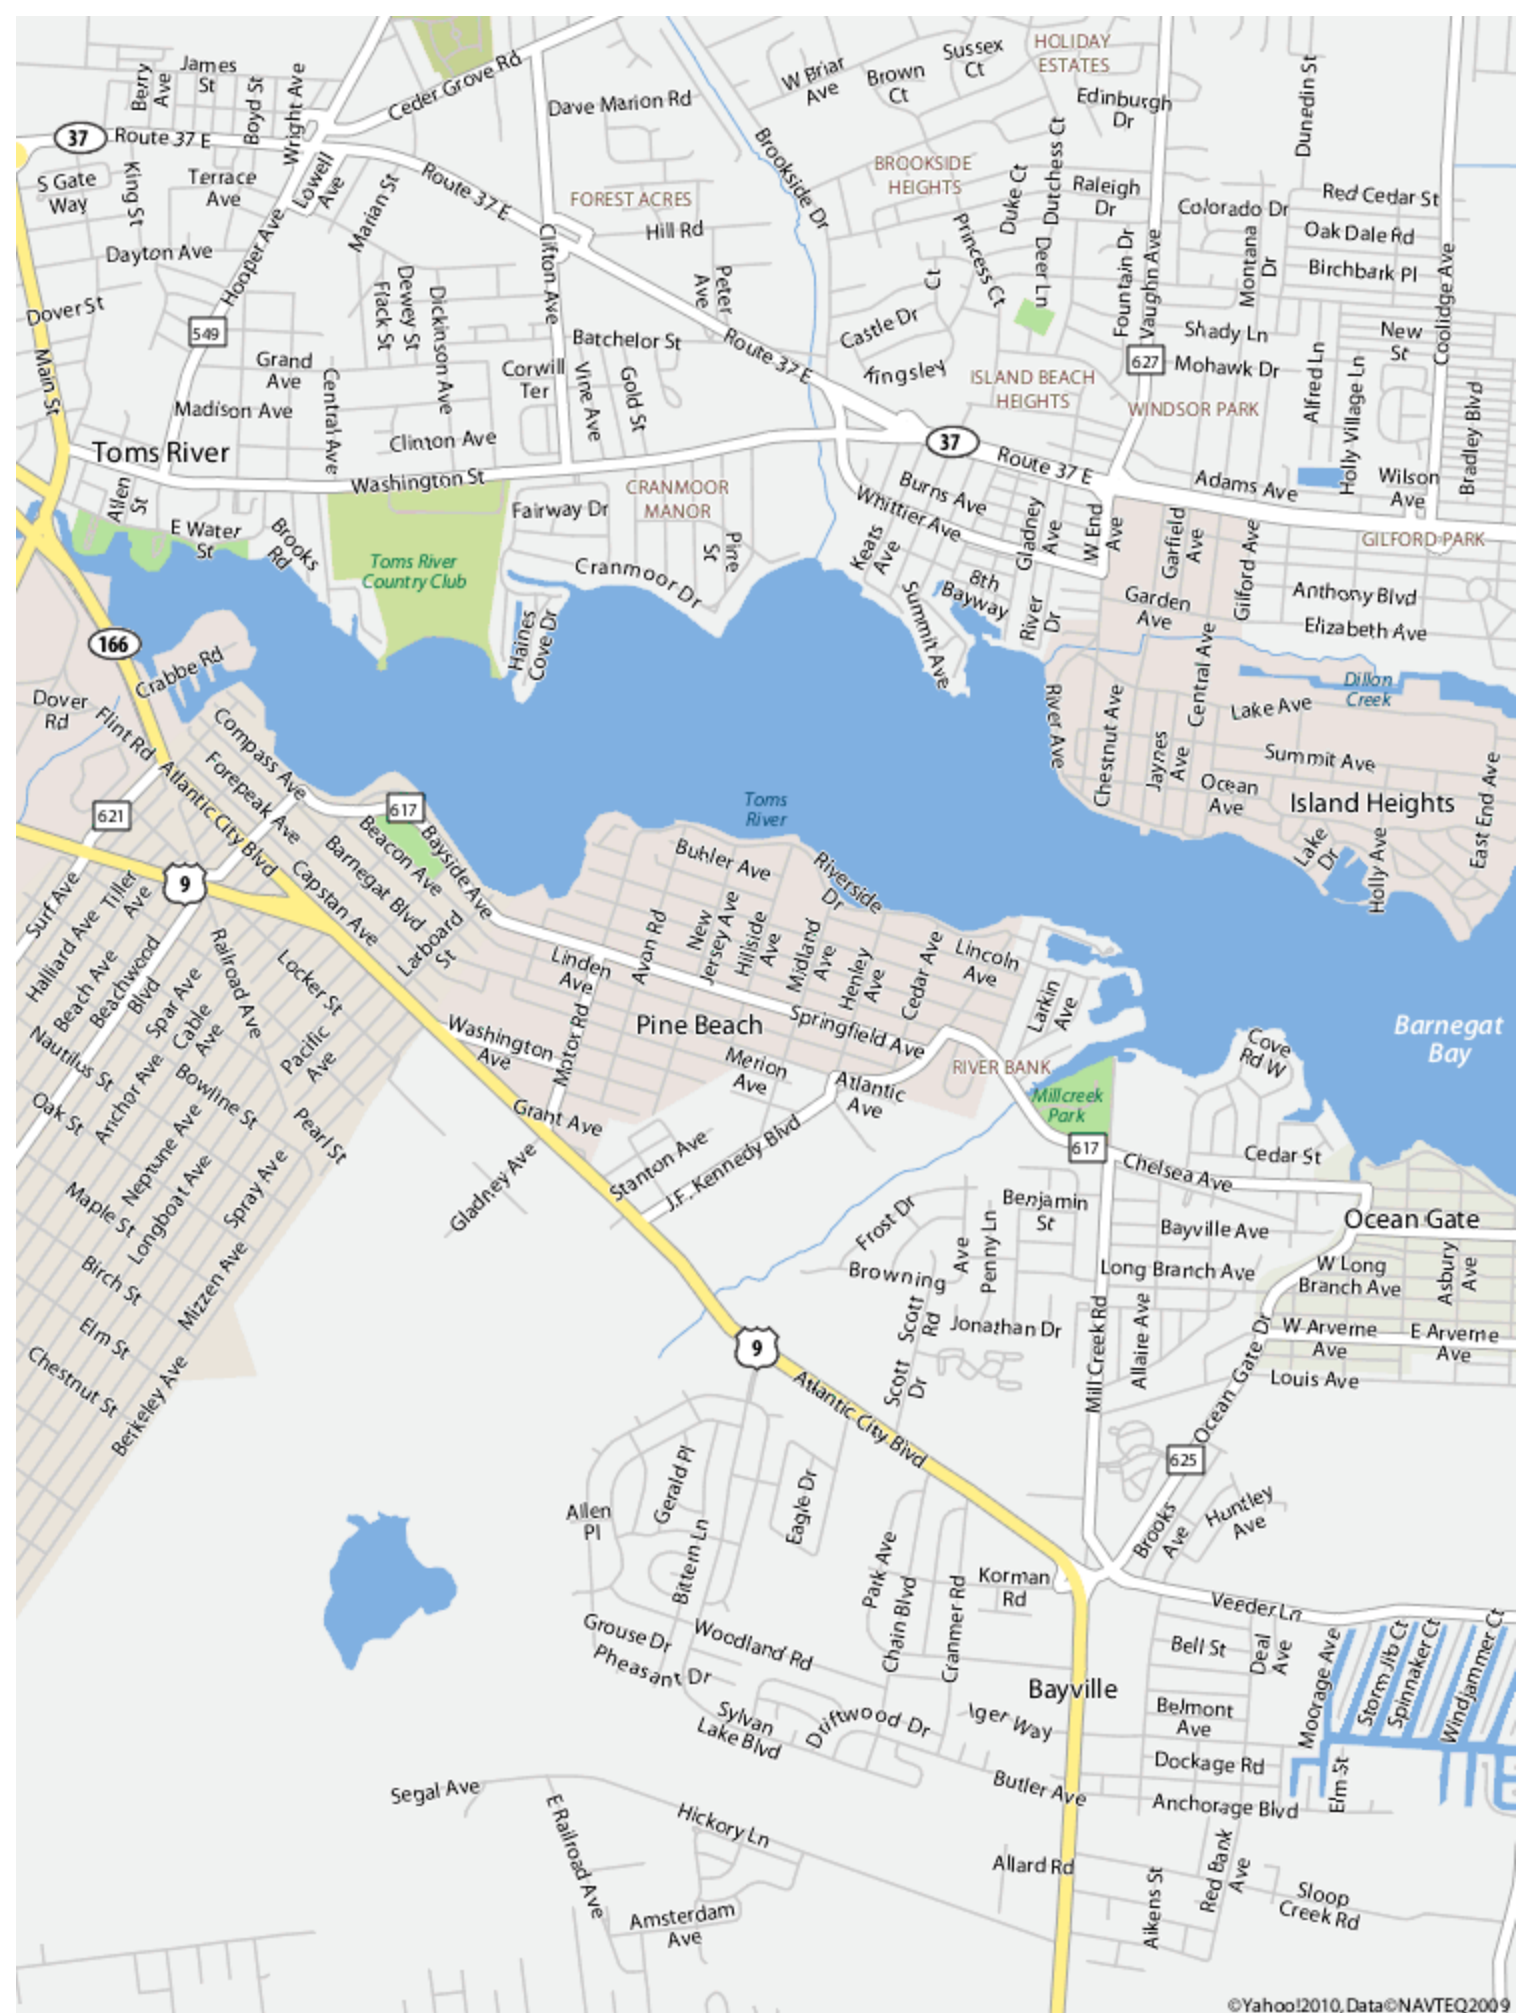 James
St
Berry
Ave
Boyd St
Wright Ave
Ceder Grove Rd
Dave Marion Rd
W Briar
Ave
Brown
Ct
Sussex
Ct
HOLIDAY
ESTATES
Edinburgh
Dr
Dunedin St
37
Route 37 E
S Gate
Way
King St
Terrace
Ave
Lowell
Ave
Marian St
Route 37 E
FOREST ACRES
Hill Rd
Brookside Dr
BROOKSIDE
HEIGHTS
Duke Ct
Dutchess Ct
Raleigh
Dr
Colorado Dr
Red Cedar St
Oak Dale Rd
Birchbark Pl
Dayton Ave
Hooper Ave
Dover St
549
Dewey St
Flack St
Dickinson Ave
Clifton Ave
Peter
Ave
Princess Ct
Deer Ln
Ct
Fountain Dr
Vaughn Ave
Montana
Dr
Coolidge Ave
Main St
Grand
Ave
Madison Ave
Central Ave
Corwill
Ter
Batchelor St
Vine Ave
Gold St
Route 37 E
Castle Dr
Kingsley
ISLAND BEACH
HEIGHTS
627
Shady Ln
Mohawk Dr
New
St
Alfred Ln
Holly Village Ln
Bradley Blvd
WINDSOR PARK
Toms River
Clinton Ave
Washington St
37
Route 37 E
Adams Ave
Wilson
Ave
Allen
St
E Water
St
Brooks
Rd
Fairway Dr
CRANMOOR
MANOR
Pine
St
Burns Ave
Whittier Ave
Gladney
Ave
W End
Ave
Garfield
Ave
Gilford Ave
GILFORD PARK
Toms River
Country Club
Cranmoor Dr
Keats
Ave
8th
Bayway
Summit Ave
River
Dr
Garden
Ave
Anthony Blvd
Elizabeth Ave
166
Crabbe Rd
Haines
Cove Dr
Dover
Rd
Flint Rd
Compass Ave
River Ave
Chestnut Ave
Central Ave
Jaynes
Ave
Lake Ave
Dillon
Creek
Summit Ave
Ocean
Ave
Island Heights
East End Ave
Lake
Dr
Holly Ave
Atlantic City Blvd
Forepeak Ave
621
617
Beacon Ave
Bayside Ave
Barnegat Blvd
Capstan Ave
Larboard
St
Toms
River
Buhler Ave
Riverside
Dr
9
Surf Ave
Tiller
Ave
Halliard Ave
Beach Ave
Beachwood
Blvd
Railroad Ave
Locker St
Spar Ave
Cable
Ave
Pacific
Ave
Avon Rd
New
Jersey Ave
Hillside
Ave
Midland
Ave
Henley
Ave
Cedar Ave
Lincoln
Ave
Linden
Ave
Larkin
Ave
Nautilus St
Anchor Ave
Bowline St
Oak St
Neptune Ave
Pearl St
Washington
Ave
Motor Rd
Pine Beach
Springfield Ave
Merion
Ave
Atlantic
Ave
RIVER BANK
Millcreek
Park
Cove
Rd W
Barnegat
Bay
Grant Ave
Gladney Ave
Stanton Ave
J.F. Kennedy Blvd
617
Chelsea Ave
Cedar St
Maple St
Longboat Ave
Spray Ave
Frost Dr
Benjamin
St
Bayville Ave
Ocean Gate
Birch St
Mizzen Ave
Browning
Ave
Penny Ln
Long Branch Ave
W Long
Branch Ave
Asbury
Ave
Elm St
Scott
Rd
Jonathan Dr
Mill Creek Rd
Allaire Ave
W Arverne
Ave
E Arverne
Ave
Chestnut St
Berkeley Ave
9
Scott
Dr
Ocean Gate Dr
Louis Ave
Atlantic City Blvd
625
Gerald Pl
Allen
Pl
Bittern Ln
Eagle Dr
Brooks
Ave
Huntley
Ave
Park Ave
Chain Blvd
Cranmer Rd
Korman
Rd
Veeder Ln
Grouse Dr
Pheasant Dr
Woodland Rd
Bell St
Deal
Ave
Moorage Ave
Storm Jib Ct
Spinnaker Ct
Windjammer Ct
Bayville
Sylvan
Lake Blvd
Driftwood Dr
Ager Way
Belmont
Ave
Dockage Rd
Butler Ave
Anchorage Blvd
Elm St
Segal Ave
E Railroad Ave
Hickory Ln
Allard Rd
Red Bank
Ave
Aikens St
Sloop
Creek Rd
Amsterdam
Ave
©Yahoo!2010, Data©NAVTEQ2009